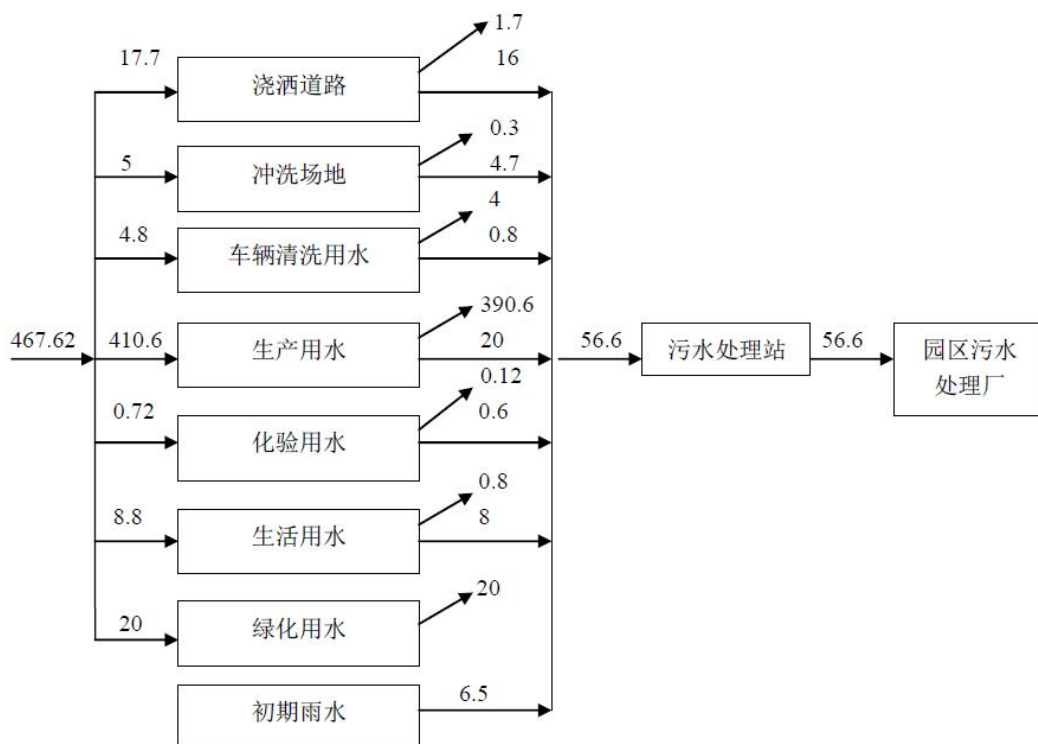 1.7
17.7
浇洒道路
16
0.3
5
冲洗场地
4.7
4
4.8
车辆清洗用水
0.8
390.6
467.62
410.6
生产用水
20
56.6
污水处理站
56.6
园区污水
处理厂
0.12
0.72
化验用水
0.6
0.8
8.8
生活用水
8
20
20
绿化用水
6.5
初期雨水